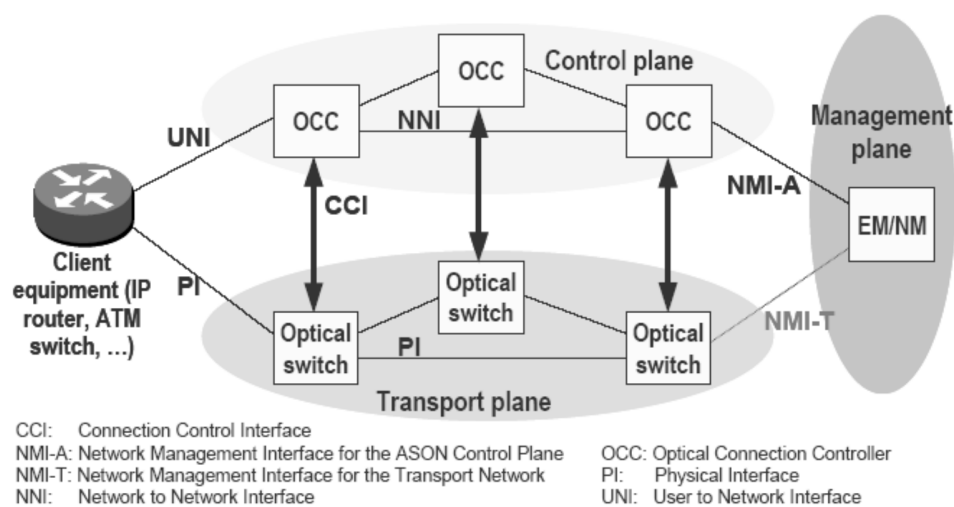 OCC
Control plane
OCC
NNI
OCC
UNI
Management
plane
CCI
NMI-A
EM/NM
Client
equipment (IP
router, ATM
switch, ...)
PI
Optical
switch
Optical
switch
PI
Optical
switch
NMI-T
Transport plane
CCI: Connection Control Interface
NMI-A: Network Management Interface for the ASON Control Plane
NMI-T: Network Management Interface for the Transport Network
NNI: Network to Network Interface
OCC: Optical Connection Controller
PI: Physical Interface
UNI: User to Network Interface